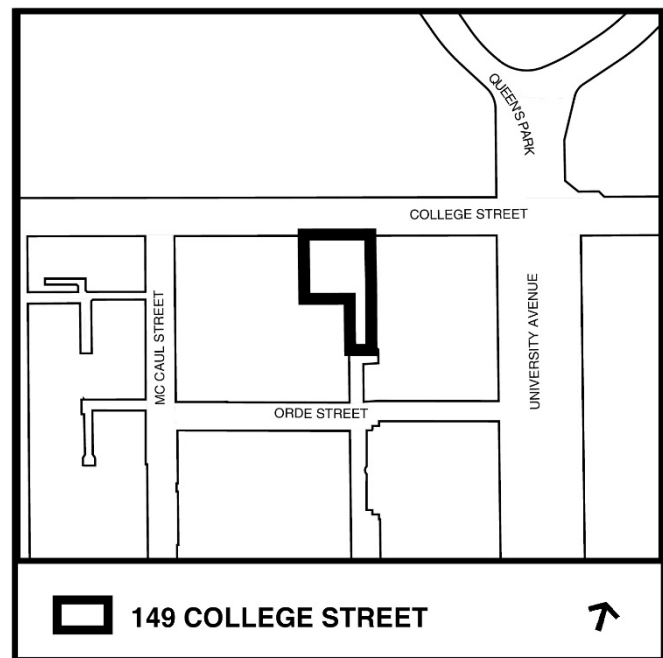 QUEEN'S PARK
COLLEGE STREET
MC CAUL STREET
UNIVERSITY AVENUE
ORDE STREET
149 COLLEGE STREET